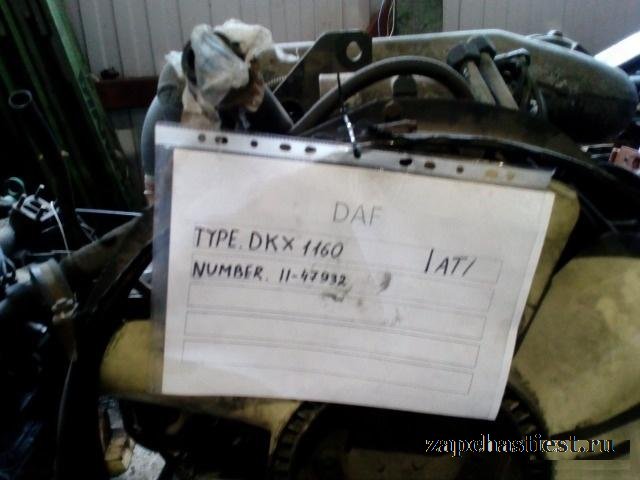 DAF
TYPE. DKX 1160
/AT/
NUMBER. 11-47932
zapchastiest.ru